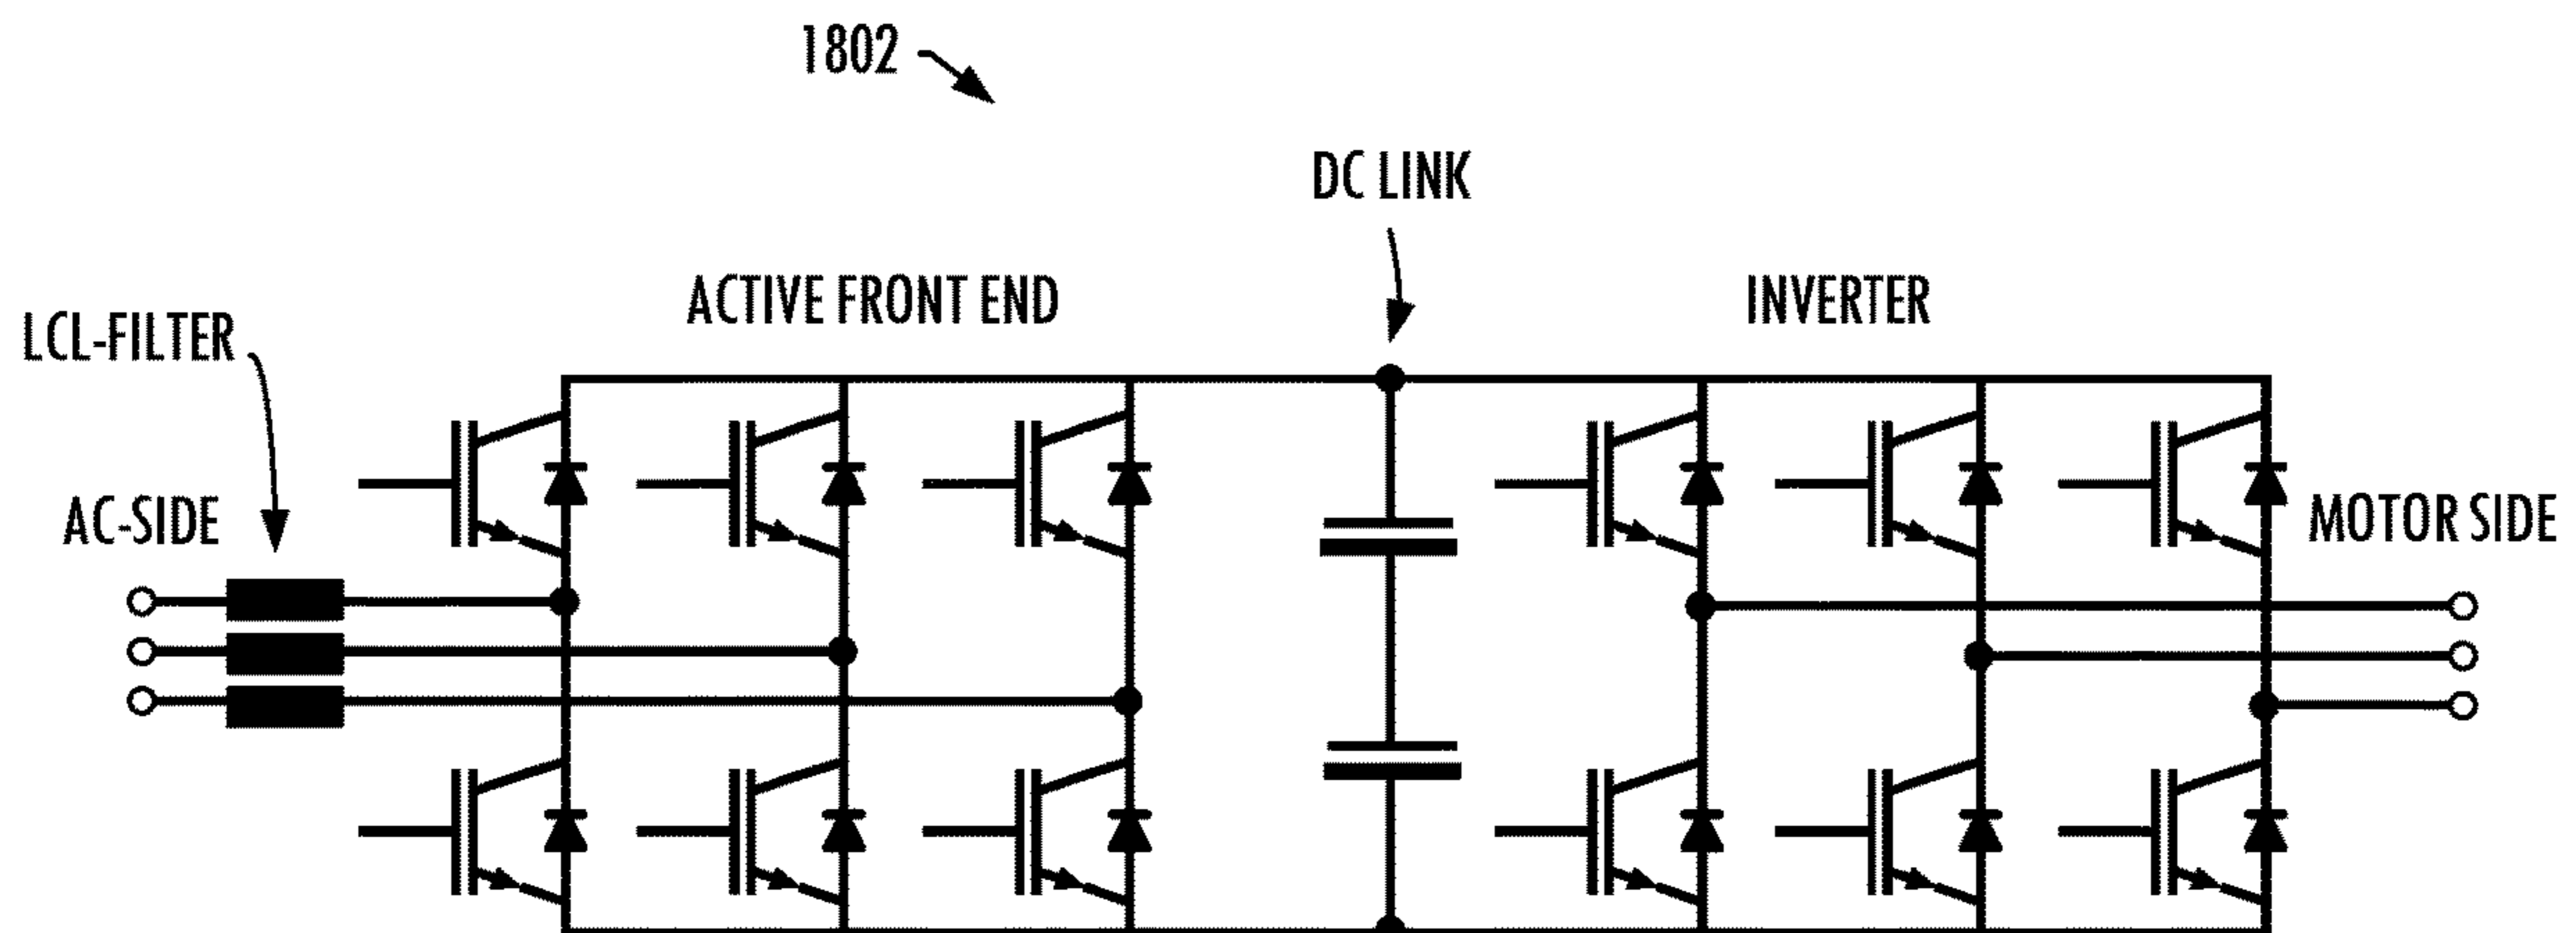 1802
DC LINK
ACTIVE FRONT END
INVERTER
LCL-FILTER
AC-SIDE
MOTOR SIDE